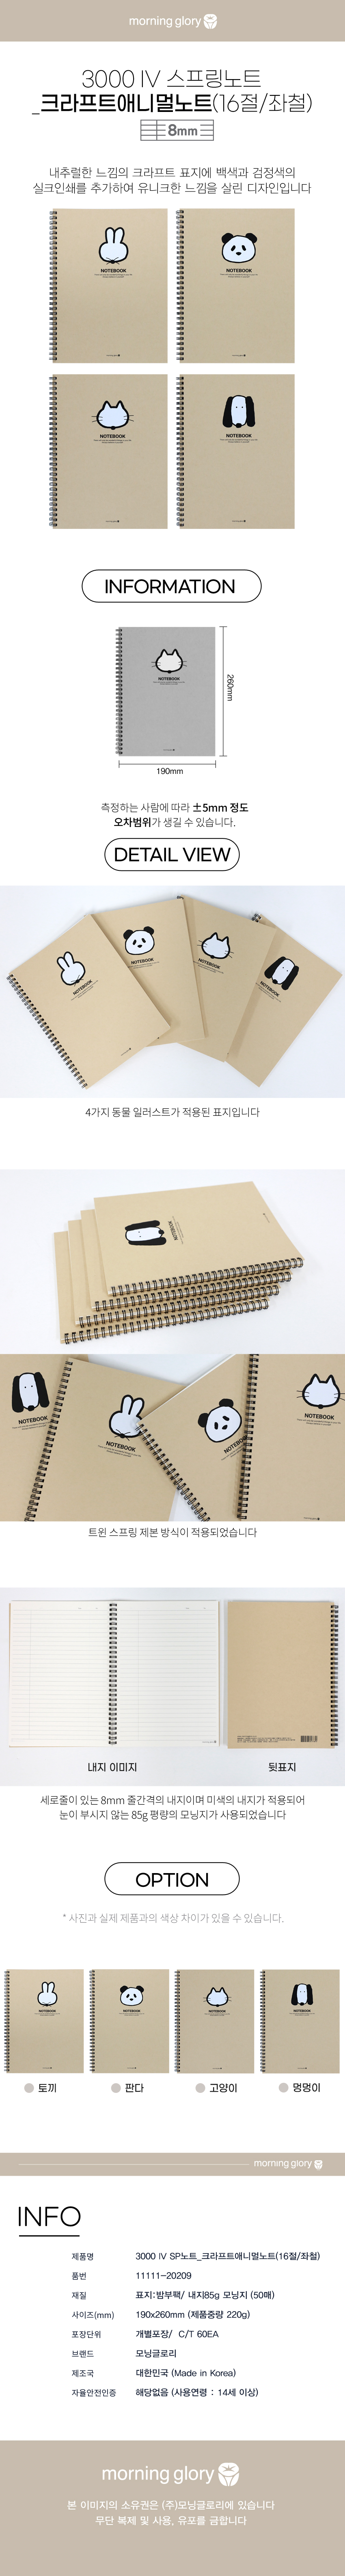 morning glory
3000 IV 스프링노트
_크라프트애니멀노트(16절/좌철)
8mm
내추럴한 느낌의 크라프트 표지에 백색과 검정색의
실크인쇄를 추가하여 유니크한 느낌을 살린 디자인입니다
NOTEBOOK
NOTEBOOK
NOTEBOOK
NOTEBOOK
INFORMATION
NOTEBOOK
260mm
190mm
측정하는 사람에 따라 ±5mm 정도
오차범위가 생길 수 있습니다.
DETAIL VIEW
NOTEBOOK
NOTEBOOK
NOTEBOOK
NOTEBOOK
4가지 동물 일러스트가 적용된 표지입니다
NOTEBOOK
NOTEBOOK
NOTEBOOK
NOTEBOOK
NOTEBOOK
트윈 스프링 제본 방식이 적용되었습니다
내지 이미지
뒷표지
세로줄이 있는 8mm 줄간격의 내지이며 미색의 내지가 적용되어
눈이 부시지 않는 85g 평량의 모닝지가 사용되었습니다
OPTION
* 사진과 실제 제품과의 색상 차이가 있을 수 있습니다.
NOTEBOOK
NOTEBOOK
NOTEBOOK
NOTEBOOK
토끼
판다
고양이
멍멍이
morning glory
INFO
제품명 3000 IV SP노트_크라프트애니멀노트(16절/좌철)
품번 11111-20209
재질 표지:밤부팩/ 내지85g 모닝지 (50매)
사이즈(mm) 190x260mm (제품중량 220g)
포장단위 개별포장/ C/T 60EA
브랜드 모닝글로리
제조국 대한민국 (Made in Korea)
자율안전인증 해당없음 (사용연령 : 14세 이상)
morning glory
본 이미지의 소유권은 (주)모닝글로리에 있습니다
무단 복제 및 사용, 유포를 금합니다